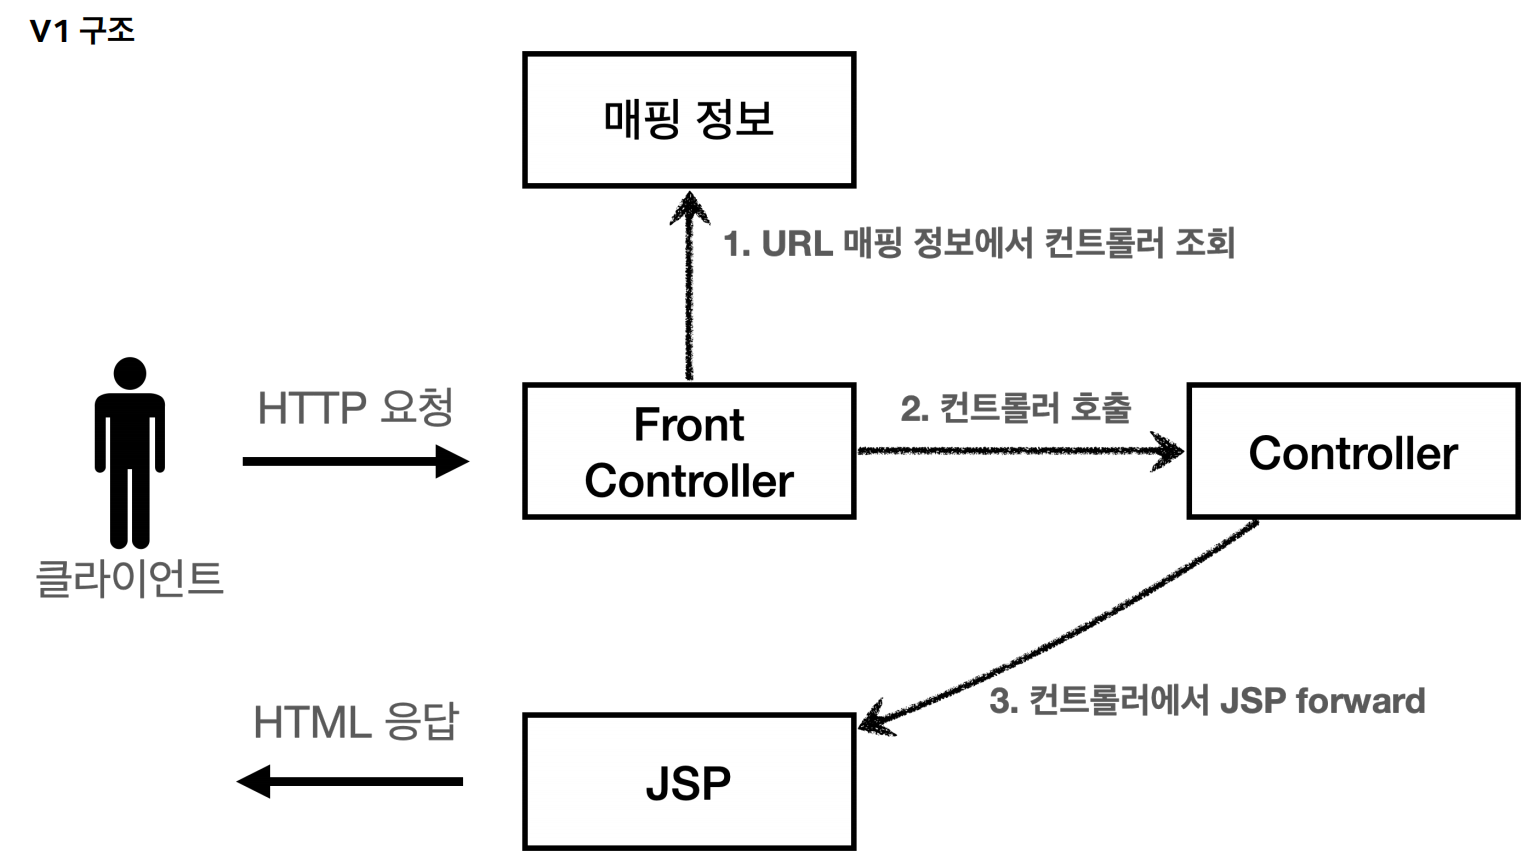 V1 구조
매핑 정보
1. URL 매핑 정보에서 컨트롤러 조회
HTTP 요청
Front
Controller
2. 컨트롤러 호출
Controller
클라이언트
3. 컨트롤러에서 JSP forward
HTML 응답
JSP